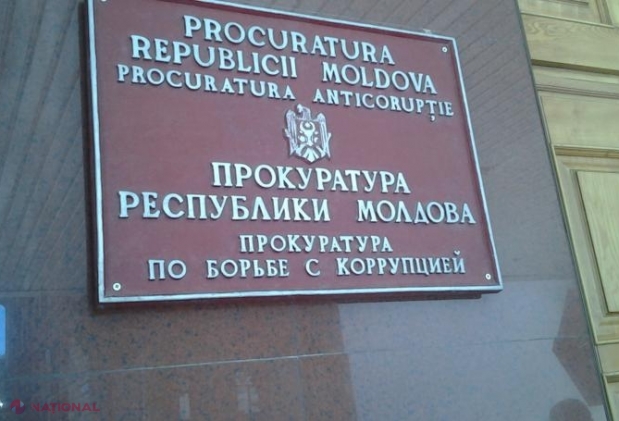 PROCURATURA
REPUBLICII MOLDOVA
PROCURATURA ANTICORUPȚIE
ПРОКУРАТУРА
РЕСПУБЛИКИ МОЛДОВА
ПРОКУРАТУРА
ПО БОРЬБЕ С КОРРУПЦИЕЙ
NATIONAL